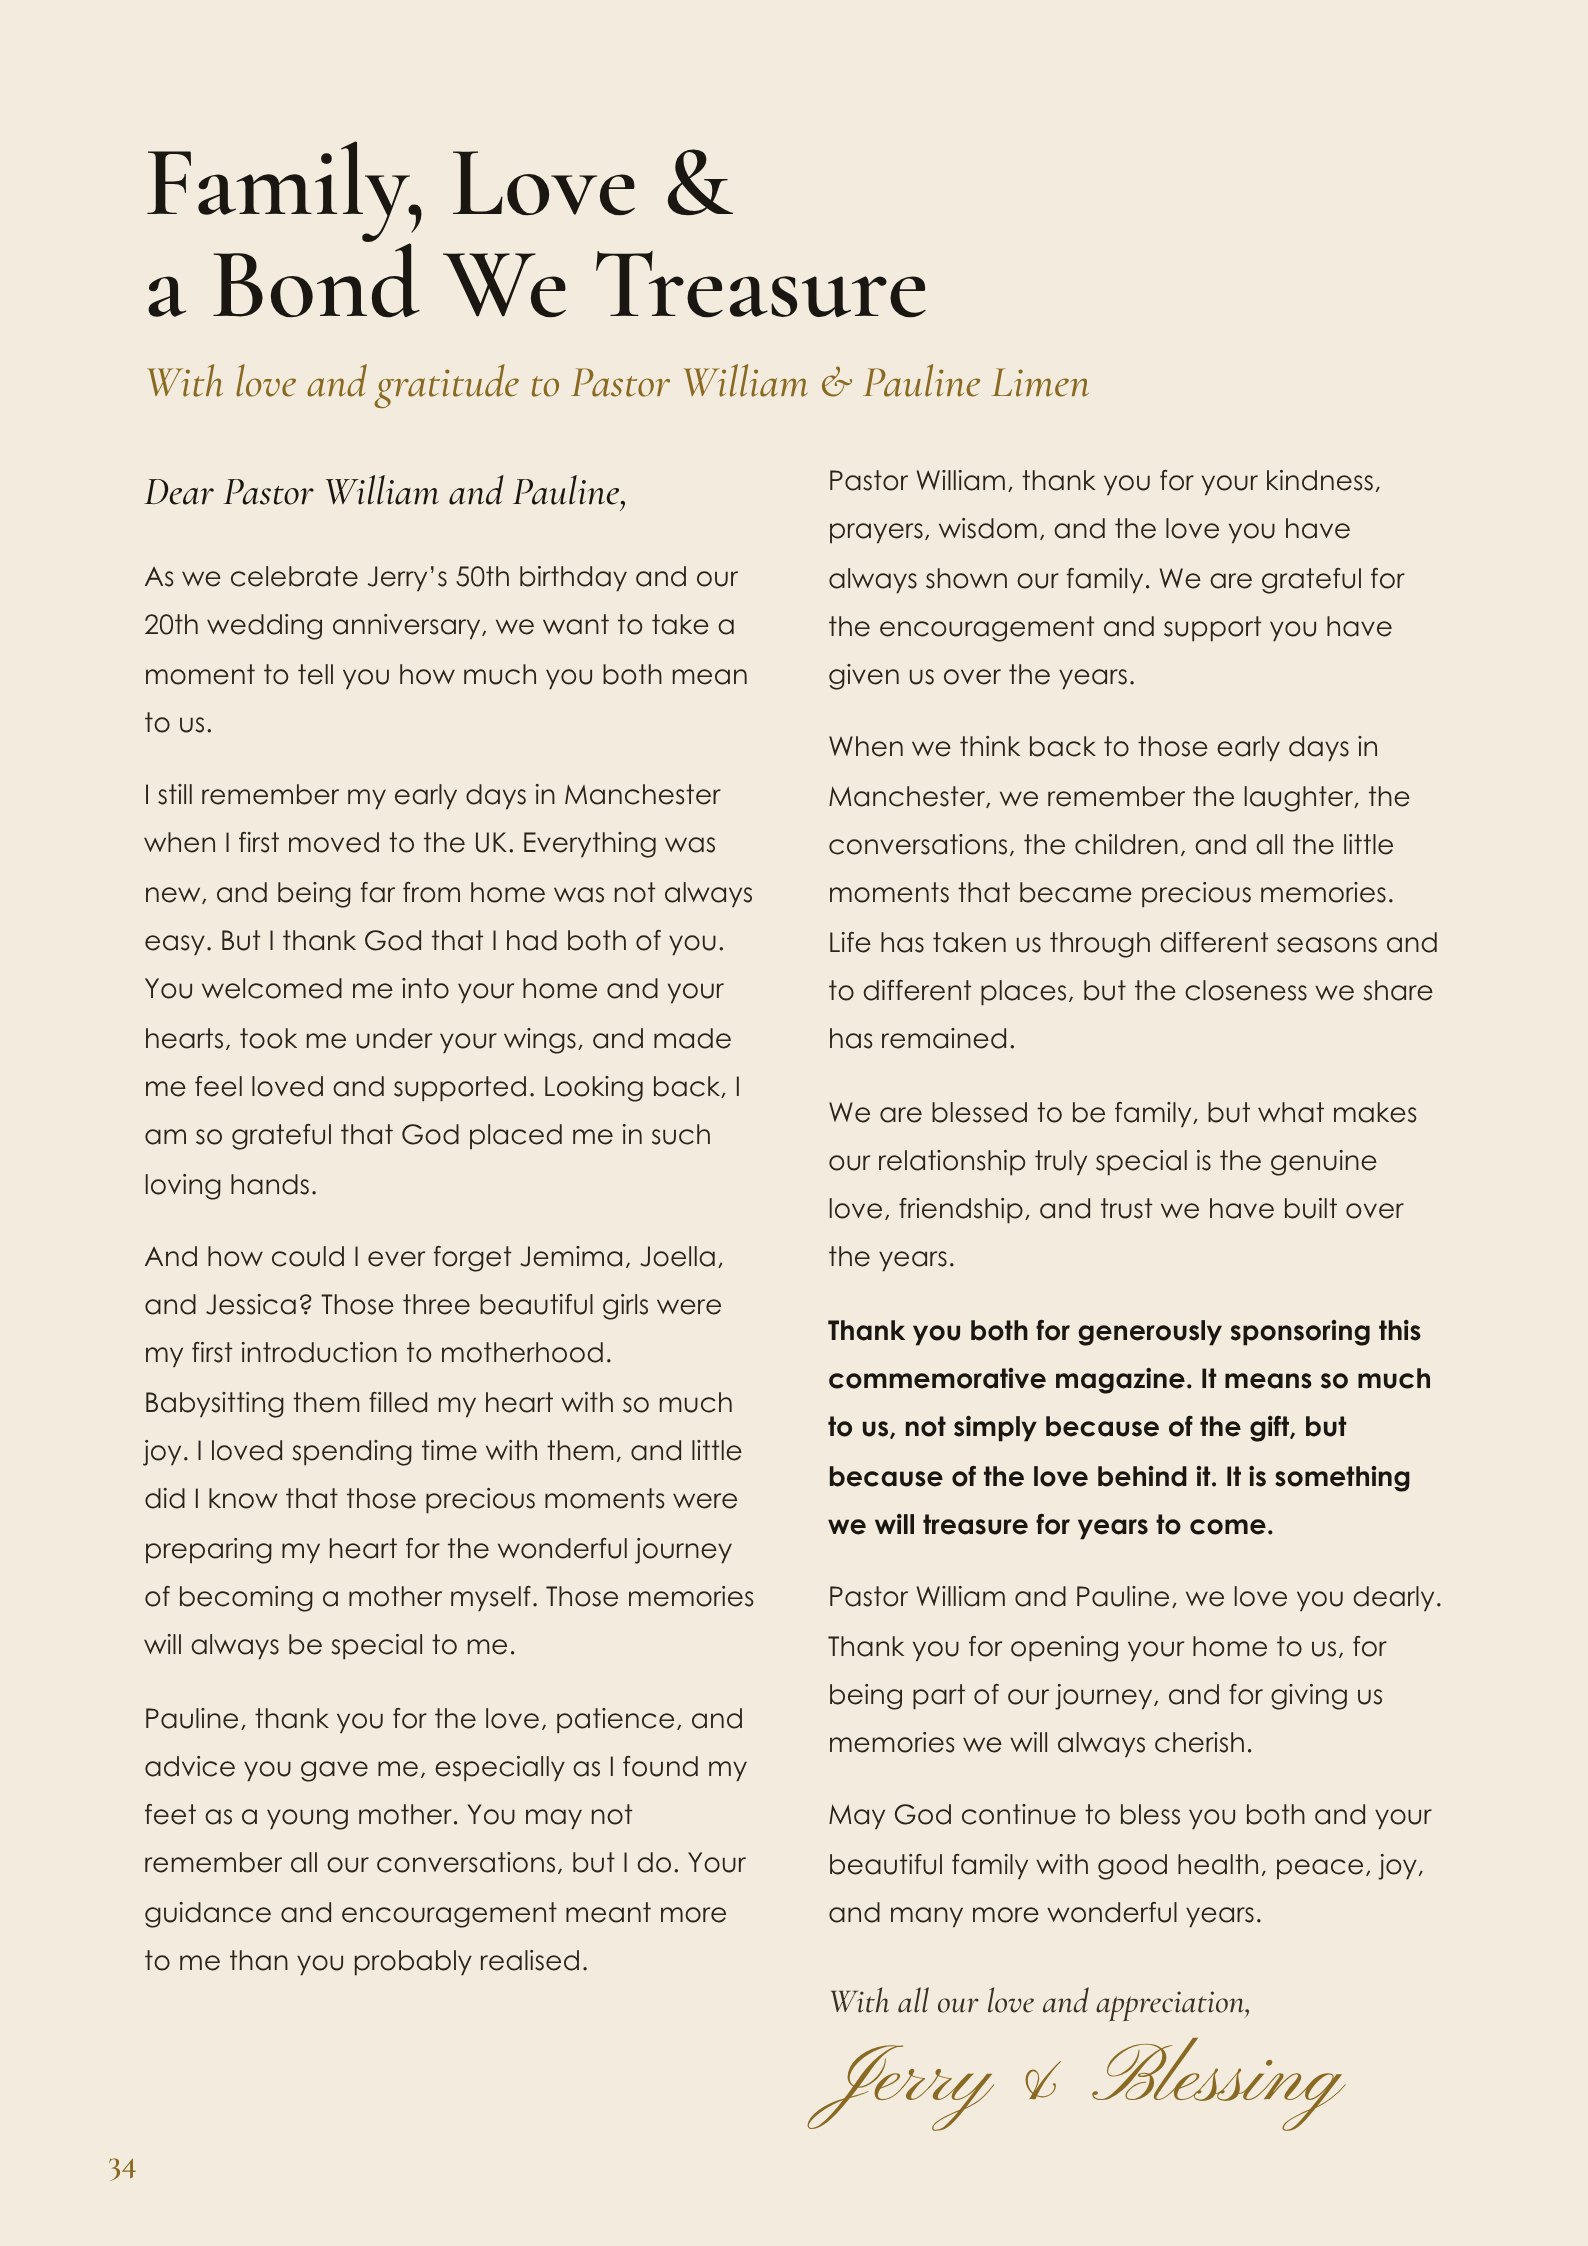 Family, Love &
a Bond We Treasure
With love and gratitude to Pastor William & Pauline Limen
Dear Pastor William and Pauline,
As we celebrate Jerry’s 50th birthday and our
20th wedding anniversary, we want to take a
moment to tell you how much you both mean
to us.
I still remember my early days in Manchester
when I first moved to the UK. Everything was
new, and being far from home was not always
easy. But I thank God that I had both of you.
You welcomed me into your home and your
hearts, took me under your wings, and made
me feel loved and supported. Looking back, I
am so grateful that God placed me in such
loving hands.
And how could I ever forget Jemima, Joella,
and Jessica? Those three beautiful girls were
my first introduction to motherhood.
Babysitting them filled my heart with so much
joy. I loved spending time with them, and little
did I know that those precious moments were
preparing my heart for the wonderful journey
of becoming a mother myself. Those memories
will always be special to me.
Pauline, thank you for the love, patience, and
advice you gave me, especially as I found my
feet as a young mother. You may not
remember all our conversations, but I do. Your
guidance and encouragement meant more
to me than you probably realised.
Pastor William, thank you for your kindness,
prayers, wisdom, and the love you have
always shown our family. We are grateful for
the encouragement and support you have
given us over the years.
When we think back to those early days in
Manchester, we remember the laughter, the
conversations, the children, and all the little
moments that became precious memories.
Life has taken us through different seasons and
to different places, but the closeness we share
has remained.
We are blessed to be family, but what makes
our relationship truly special is the genuine
love, friendship, and trust we have built over
the years.
Thank you both for generously sponsoring this
commemorative magazine. It means so much
to us, not simply because of the gift, but
because of the love behind it. It is something
we will treasure for years to come.
Pastor William and Pauline, we love you dearly.
Thank you for opening your home to us, for
being part of our journey, and for giving us
memories we will always cherish.
May God continue to bless you both and your
beautiful family with good health, peace, joy,
and many more wonderful years.
With all our love and appreciation,
Jerry & Blessing
34